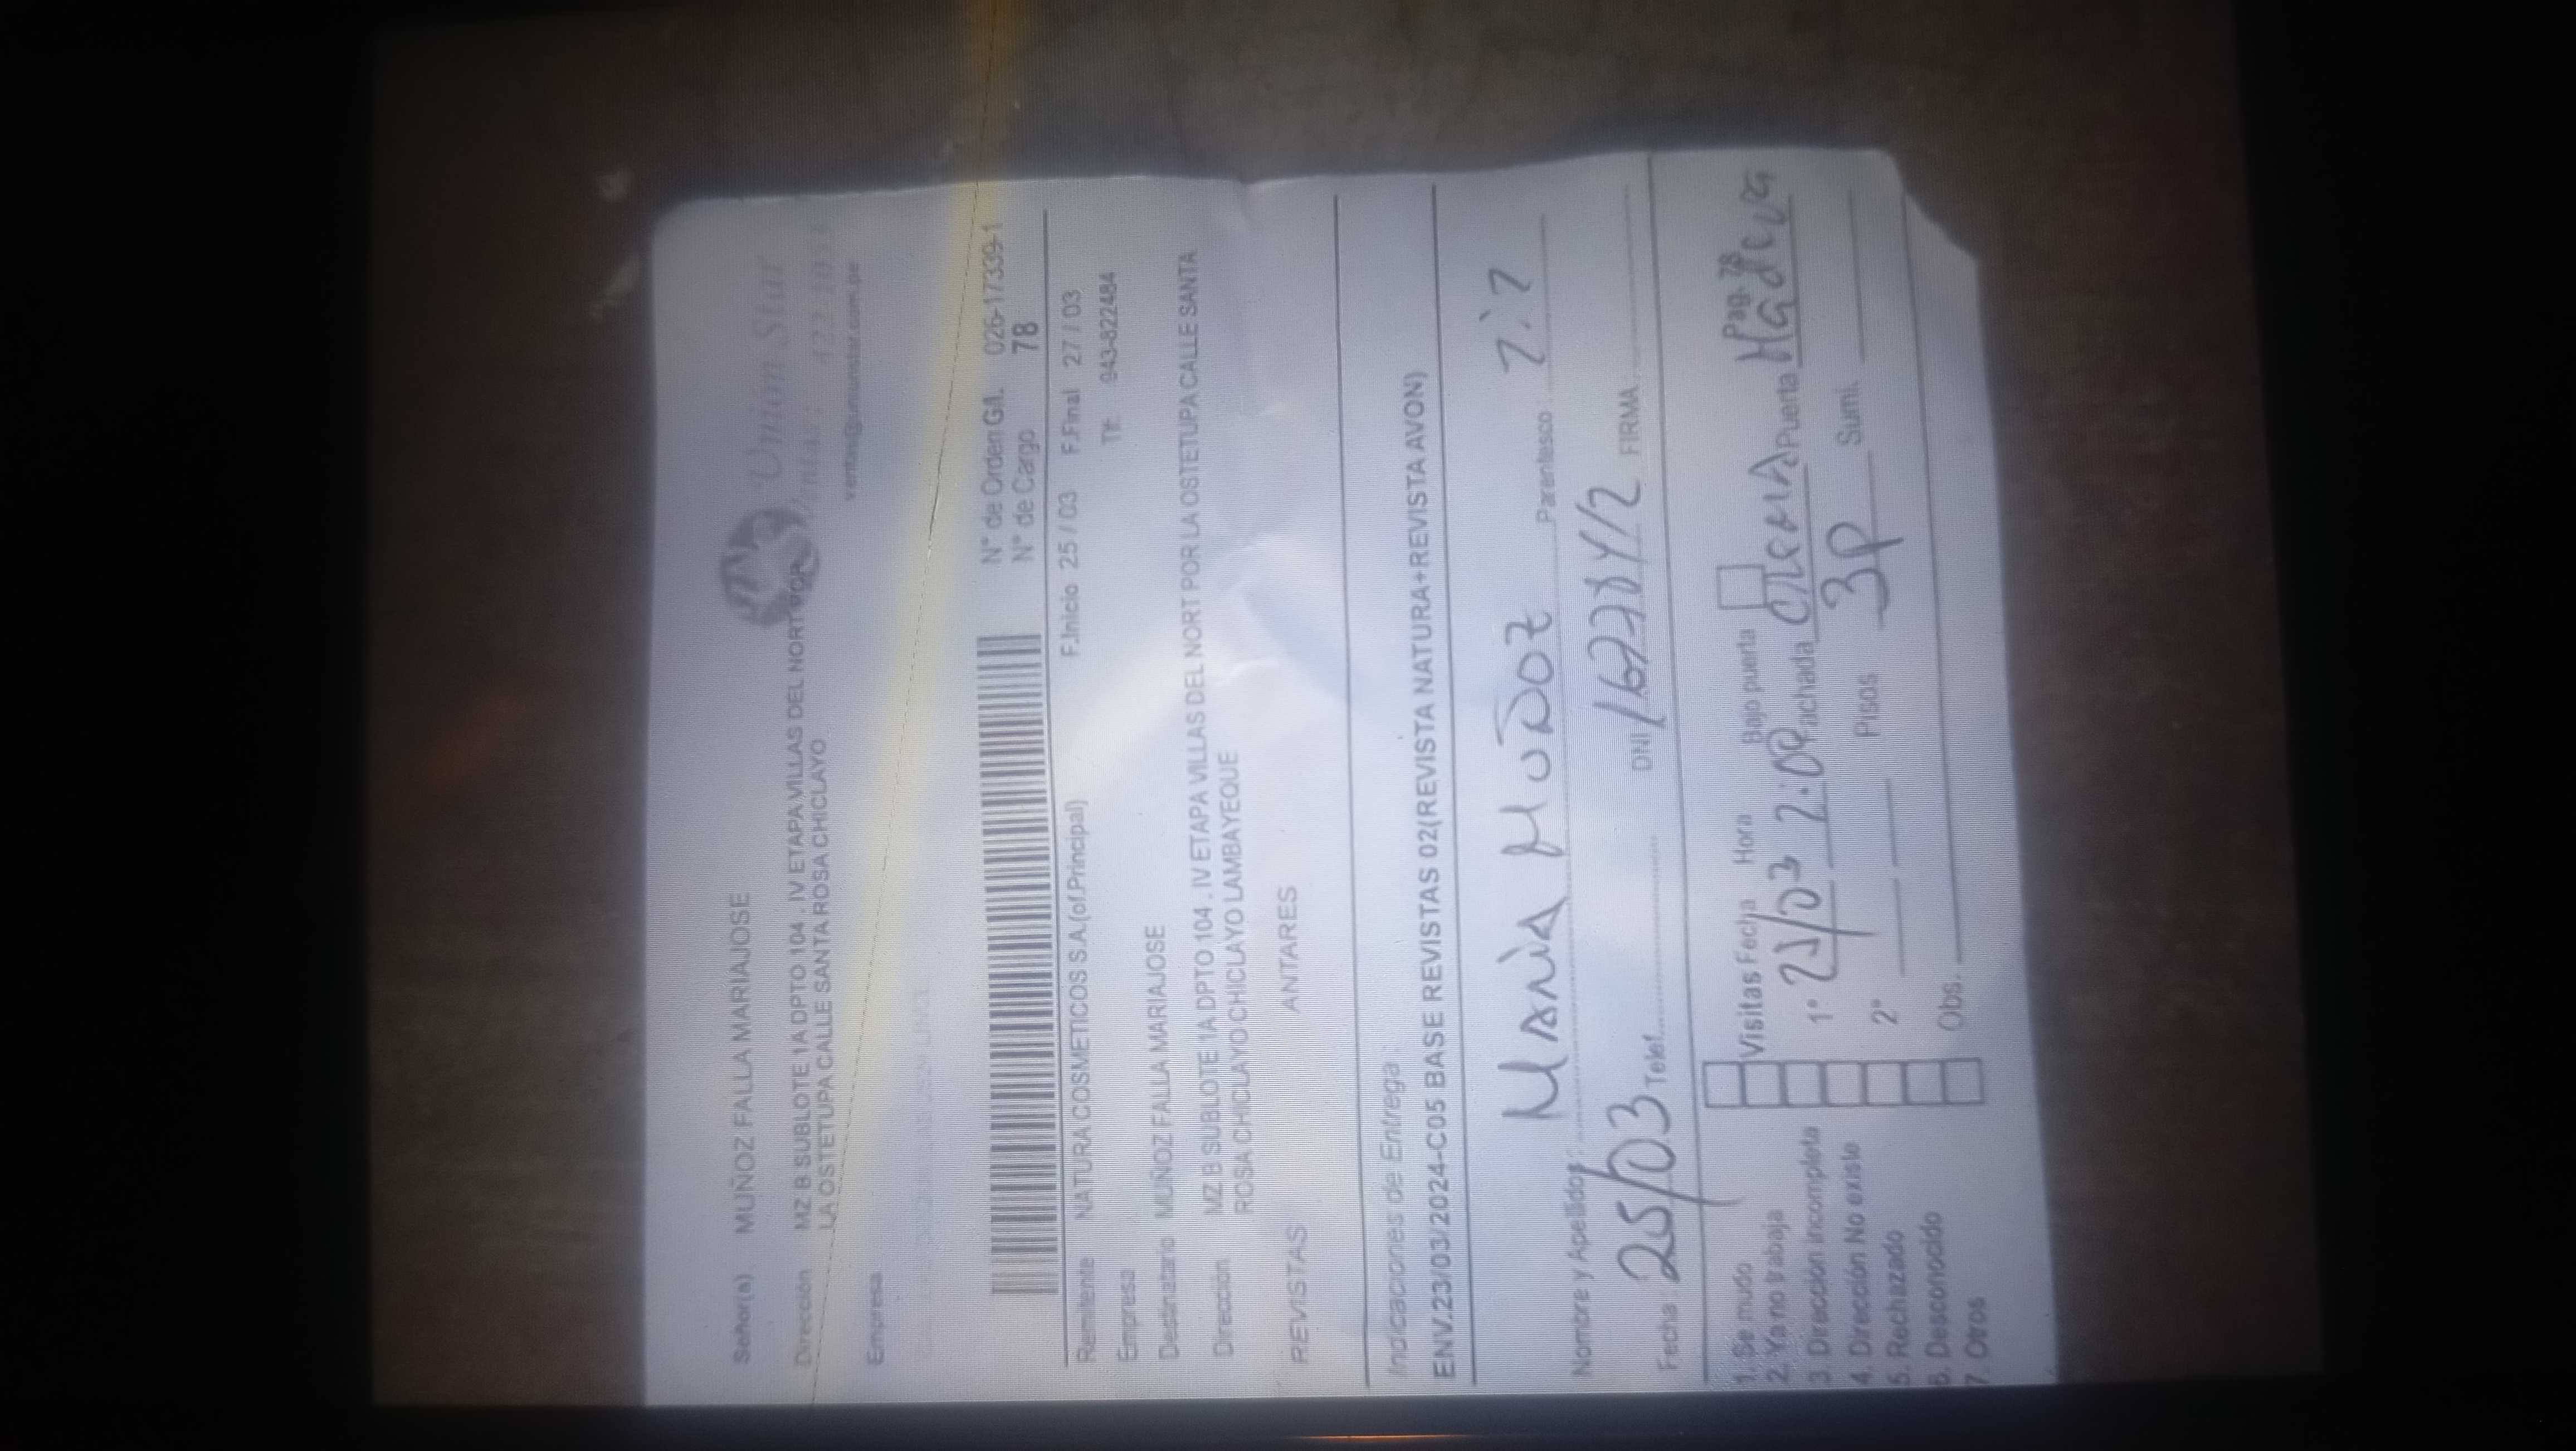 Señor(a) MUÑOZ FALLA MARIAJOSE
Unión Star
Dirección MZ B SUBLOTE 1A DPTO 104 . IV ETAPA VILLAS DEL NORT POR
LA OSTETUPA CALLE SANTA ROSA CHICLAYO
ventas@unionstar.com.pe
Empresa
N° de Orden G/I. 026-17339-1
N° de Cargo 78
F.Inicio 25 / 03 F.Final 27 / 03
Remitente NATURA COSMETICOS S.A.(of.Principal)
Empresa Tlf: 943-822484
Destinatario MUÑOZ FALLA MARIAJOSE
Dirección MZ B SUBLOTE 1A DPTO 104 . IV ETAPA VILLAS DEL NORT POR LA OSTETUPA CALLE SANTA
ROSA CHICLAYO CHICLAYO LAMBAYEQUE
REVISTAS ANTARES
Indicaciones de Entrega :
ENV.23/03/2024-C05 BASE REVISTAS 02(REVISTA NATURA+REVISTA AVON)
Nombre y Apellidos: Maria Muñoz Parentesco :
Fecha : 25/03 Telef. DNI FIRMA
Pag. 78
1. Se mudo
2. Ya no trabaja
3. Dirección incompleta
4. Dirección No existe
5. Rechazado
6. Desconocido
7. Otros
Visitas Fecha Hora Bajo puerta
1° 25/03 2:00 Fachada Crema Puerta Madera
2° Pisos 3P Sumi.
Obs.